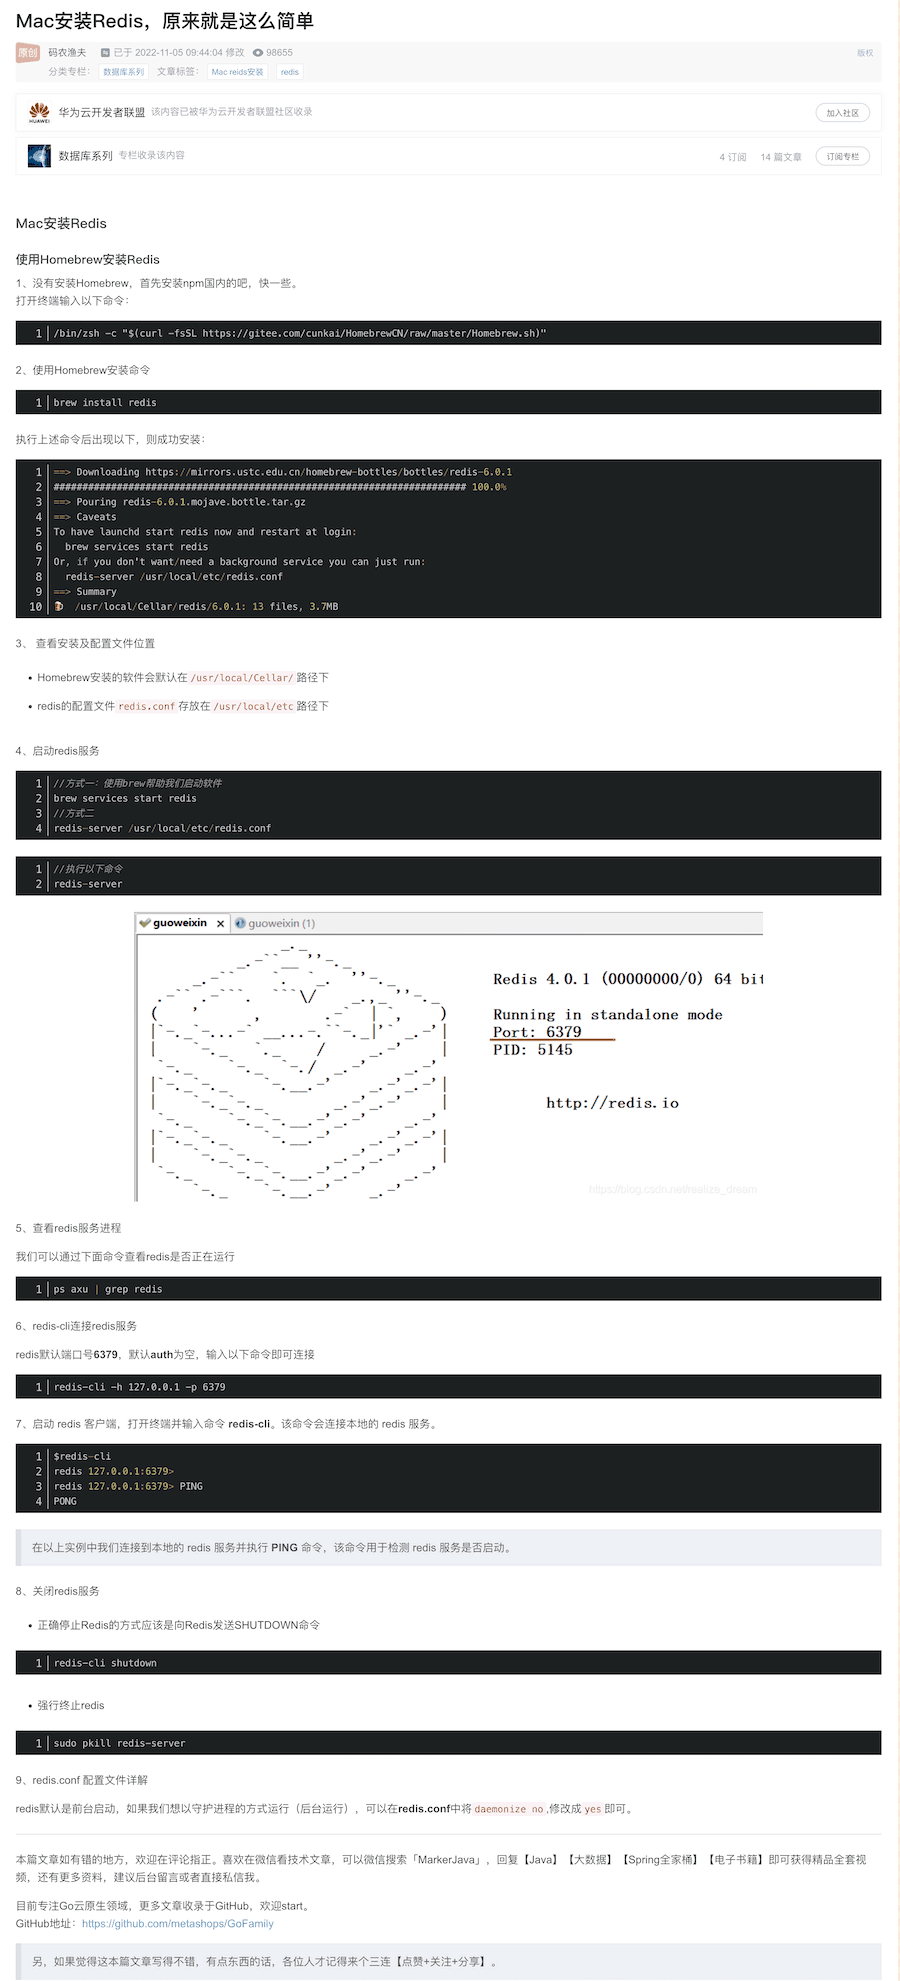 Mac安装Redis，原来就是这么简单
原创 码农渔夫 已于 2022-11-05 09:44:04 修改 98655 版权
分类专栏： 数据库系列 文章标签： Mac reids安装 redis
HUAWEI 华为云开发者联盟 该内容已被华为云开发者联盟社区收录 加入社区
数据库系列 专栏收录该内容 4 订阅 14 篇文章 订阅专栏
Mac安装Redis
使用Homebrew安装Redis
1、没有安装Homebrew，首先安装npm国内的吧，快一些。
打开终端输入以下命令：
1 /bin/zsh -c "$(curl -fsSL https://gitee.com/cunkai/HomebrewCN/raw/master/Homebrew.sh)"
2、使用Homebrew安装命令
1 brew install redis
执行上述命令后出现以下，则成功安装：
1 ==> Downloading https://mirrors.ustc.edu.cn/homebrew-bottles/bottles/redis-6.0.1
2 ######################################################################## 100.0%
3 ==> Pouring redis-6.0.1.mojave.bottle.tar.gz
4 ==> Caveats
5 To have launchd start redis now and restart at login:
6 brew services start redis
7 Or, if you don't want/need a background service you can just run:
8 redis-server /usr/local/etc/redis.conf
9 ==> Summary
10 🍺 /usr/local/Cellar/redis/6.0.1: 13 files, 3.7MB
3、 查看安装及配置文件位置
• Homebrew安装的软件会默认在 /usr/local/Cellar/ 路径下
• redis的配置文件 redis.conf 存放在 /usr/local/etc 路径下
4、启动redis服务
1 //方式一：使用brew帮助我们启动软件
2 brew services start redis
3 //方式二
4 redis-server /usr/local/etc/redis.conf
1 //执行以下命令
2 redis-server
guoweixin × guoweixin (1)
Redis 4.0.1 (00000000/0) 64 bit
Running in standalone mode
Port: 6379
PID: 5145
http://redis.io
https://blog.csdn.net/realize_dream
5、查看redis服务进程
我们可以通过下面命令查看redis是否正在运行
1 ps axu | grep redis
6、redis-cli连接redis服务
redis默认端口号6379，默认auth为空，输入以下命令即可连接
1 redis-cli -h 127.0.0.1 -p 6379
7、启动 redis 客户端，打开终端并输入命令 redis-cli。该命令会连接本地的 redis 服务。
1 $redis-cli
2 redis 127.0.0.1:6379>
3 redis 127.0.0.1:6379> PING
4 PONG
在以上实例中我们连接到本地的 redis 服务并执行 PING 命令，该命令用于检测 redis 服务是否启动。
8、关闭redis服务
• 正确停止Redis的方式应该是向Redis发送SHUTDOWN命令
1 redis-cli shutdown
• 强行终止redis
1 sudo pkill redis-server
9、redis.conf 配置文件详解
redis默认是前台启动，如果我们想以守护进程的方式运行（后台运行），可以在redis.conf中将 daemonize no ,修改成 yes 即可。
本篇文章如有错的地方，欢迎在评论指正。喜欢在微信看技术文章，可以微信搜索「MarkerJava」，回复【Java】【大数据】【Spring全家桶】【电子书籍】即可获得精品全套视
频，还有更多资料，建议后台留言或者直接私信我。
目前专注Go云原生领域，更多文章收录于GitHub，欢迎start。
GitHub地址：https://github.com/metashops/GoFamily
另，如果觉得这本篇文章写得不错，有点东西的话，各位人才记得来个三连【点赞+关注+分享】。